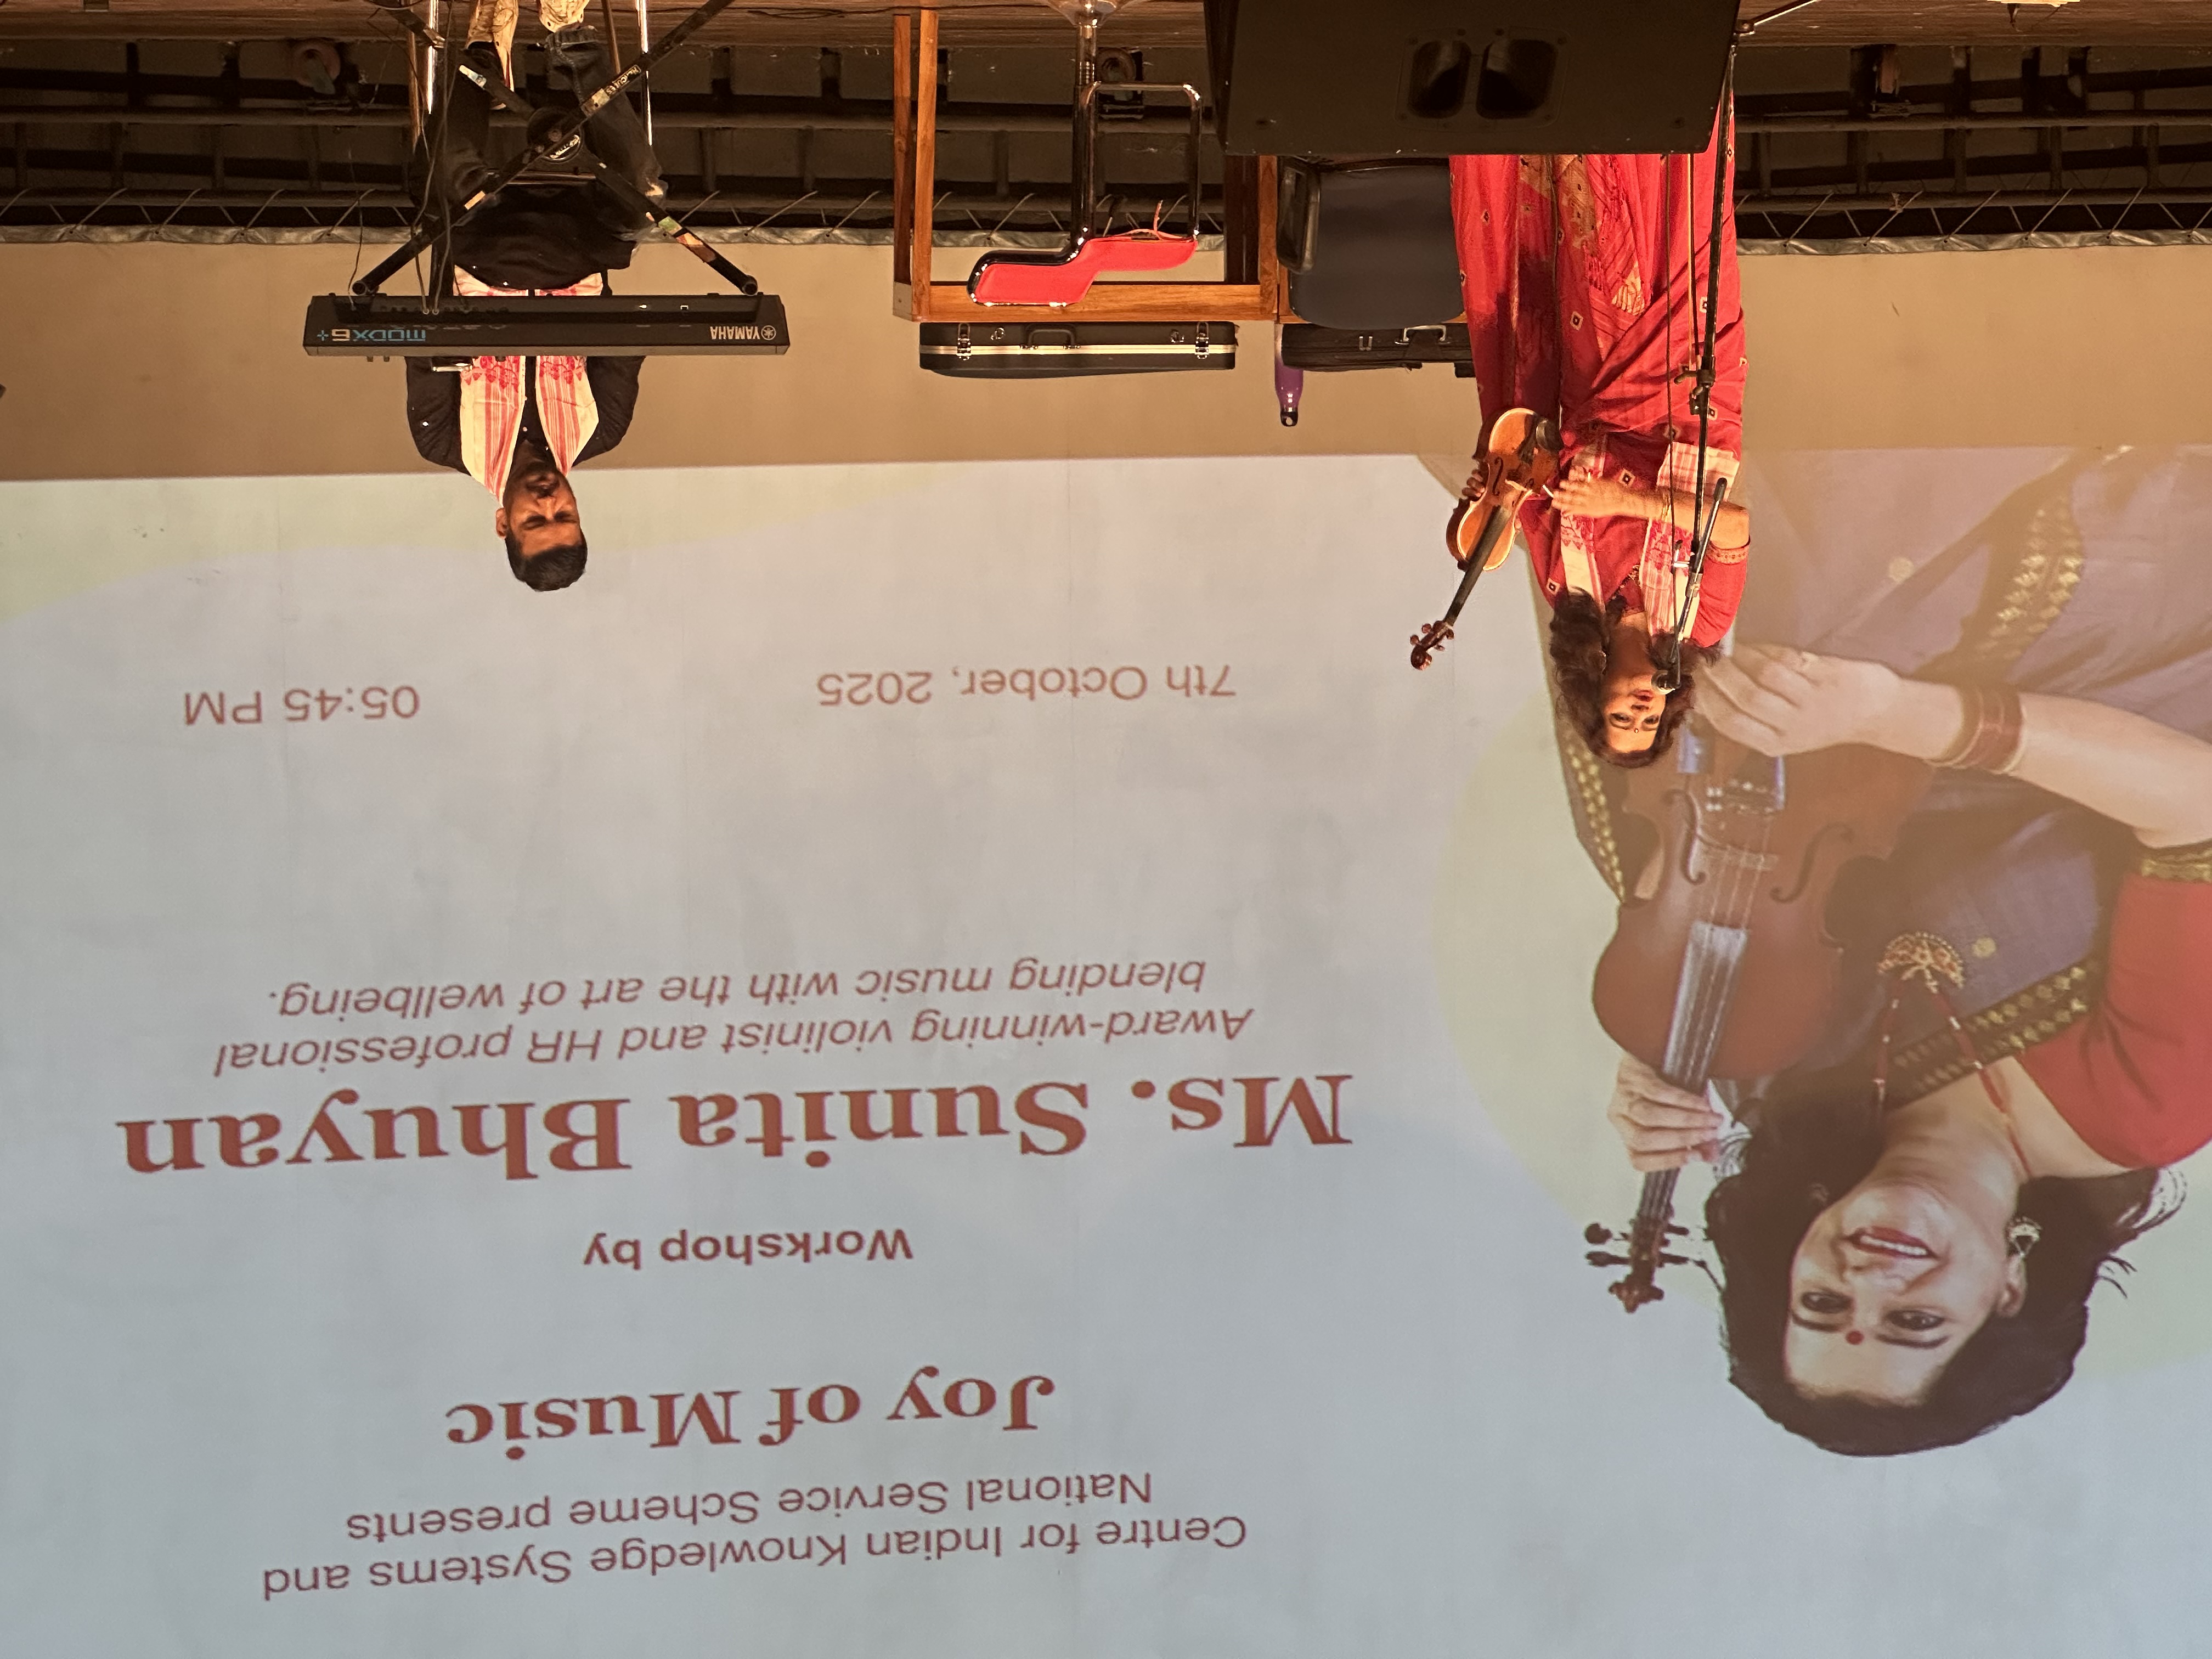 Centre for Indian Knowledge Systems and
National Service Scheme presents
Joy of Music
Workshop by
Ms. Sunita Bhuyan
Award-winning violinist and HR professional
blending music with the art of wellbeing.
7th October, 2025
05:45 PM
YAMAHA
MODX6+